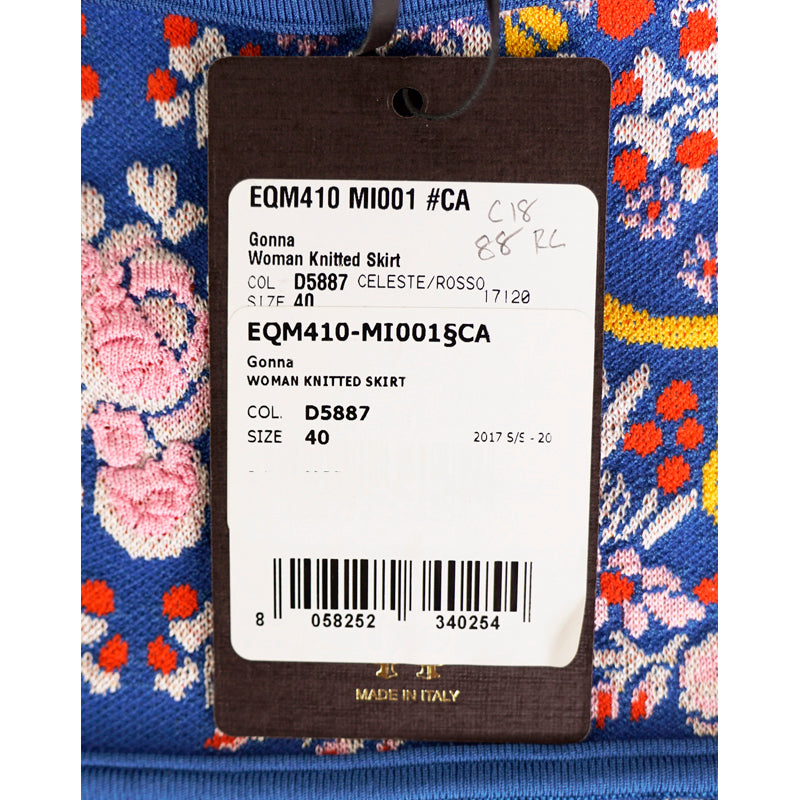 EQM410 MI001 #CA
C18
88 RC
Gonna
Woman Knitted Skirt
COL D5887 CELESTE/ROSSO
SIZE 40 17120
EQM410-MI001§CA
Gonna
WOMAN KNITTED SKIRT
COL. D5887
SIZE 40 2017 S/S - 20
8 058252 340254
MADE IN ITALY